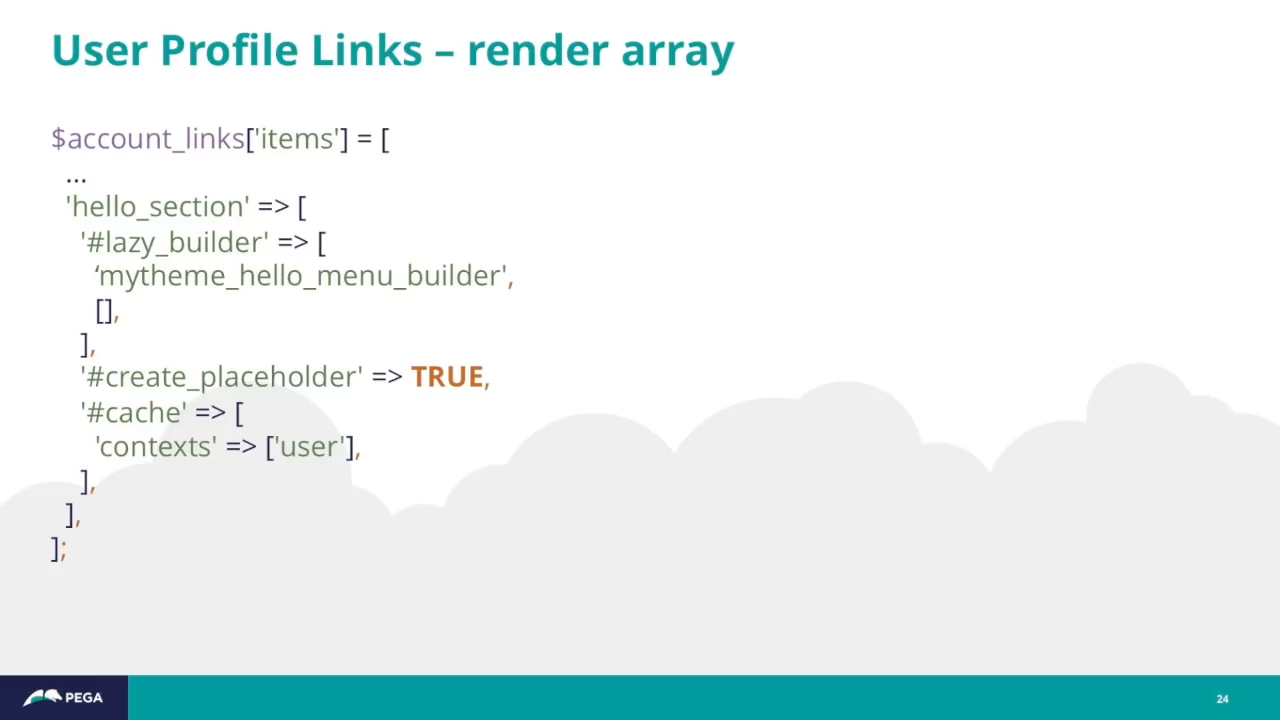 User Profile Links – render array
$account_links['items'] = [
...
'hello_section' => [
'#lazy_builder' => [
‘mytheme_hello_menu_builder',
[],
],
'#create_placeholder' => TRUE,
'#cache' => [
'contexts' => ['user'],
],
],
];
PEGA
24